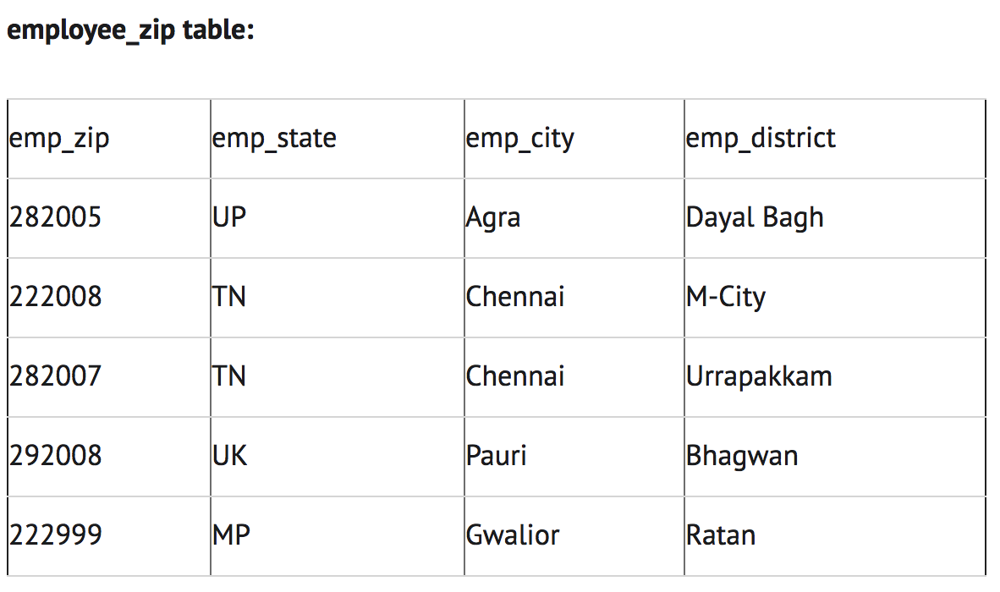 employee_zip table:
emp_zip emp_state emp_city emp_district
282005 UP Agra Dayal Bagh
222008 TN Chennai M-City
282007 TN Chennai Urrapakkam
292008 UK Pauri Bhagwan
222999 MP Gwalior Ratan